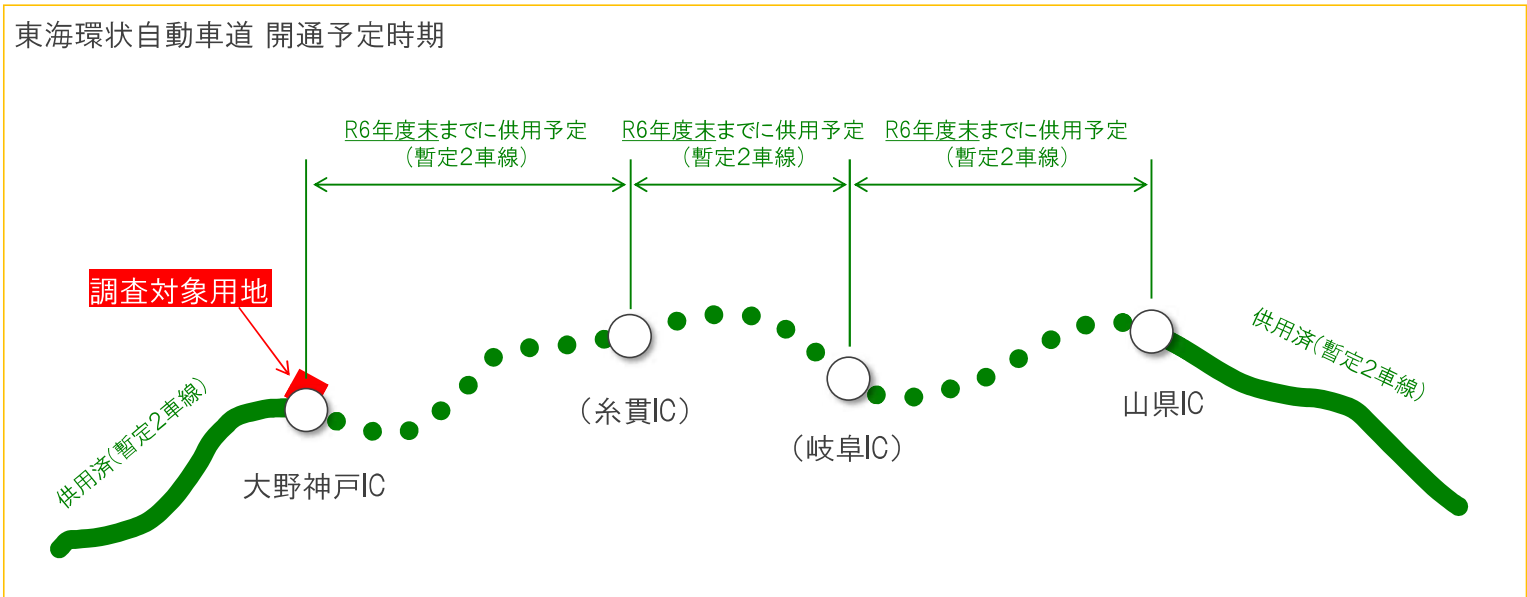 東海環状自動車道 開通予定時期
R6年度末までに供用予定
(暫定2車線)
R6年度末までに供用予定
(暫定2車線)
R6年度末までに供用予定
(暫定2車線)
調査対象用地
供用済(暫定2車線)
大野神戸IC
(糸貫IC)
(岐阜IC)
山県IC
供用済(暫定2車線)